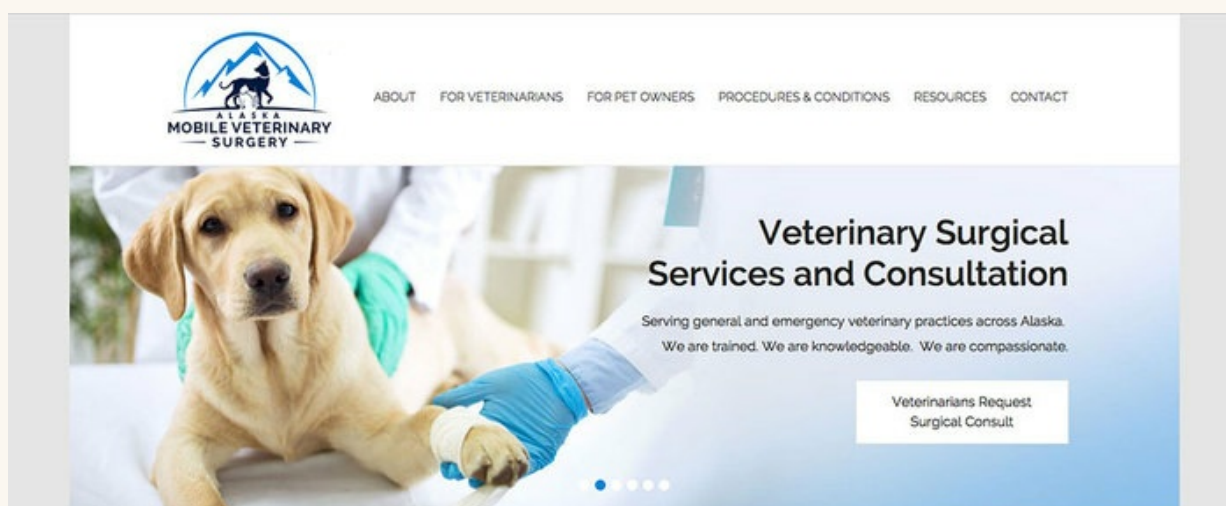 ALASKA
MOBILE VETERINARY
SURGERY
ABOUT FOR VETERINARIANS FOR PET OWNERS PROCEDURES & CONDITIONS RESOURCES CONTACT
Veterinary Surgical
Services and Consultation
Serving general and emergency veterinary practices across Alaska.
We are trained. We are knowledgeable. We are compassionate.
Veterinarians Request
Surgical Consult